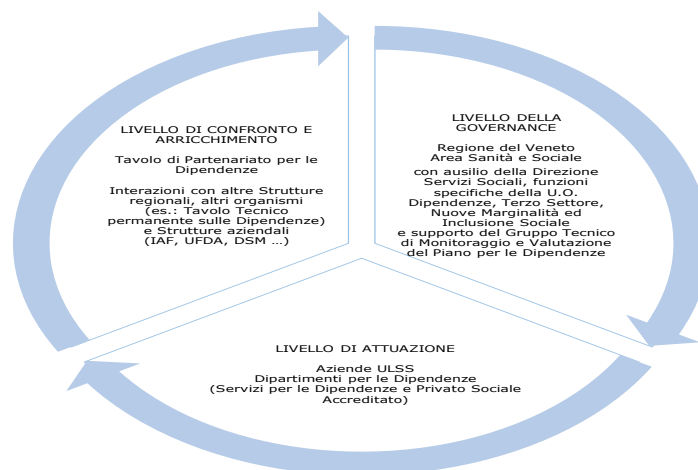 LIVELLO DI CONFRONTO E
ARRICCHIMENTO
Tavolo di Partenariato per le
Dipendenze
Interazioni con altre Strutture
regionali, altri organismi
(es.: Tavolo Tecnico
permanente sulle Dipendenze)
e Strutture aziendali
(IAF, UFDA, DSM ...)
LIVELLO DELLA
GOVERNANCE
Regione del Veneto
Area Sanità e Sociale
con ausilio della Direzione
Servizi Sociali, funzioni
specifiche della U.O.
Dipendenze, Terzo Settore,
Nuove Marginalità ed
Inclusione Sociale
e supporto del Gruppo Tecnico
di Monitoraggio e Valutazione
del Piano per le Dipendenze
LIVELLO DI ATTUAZIONE
Aziende ULSS
Dipartimenti per le Dipendenze
(Servizi per le Dipendenze e Privato Sociale
Accreditato)